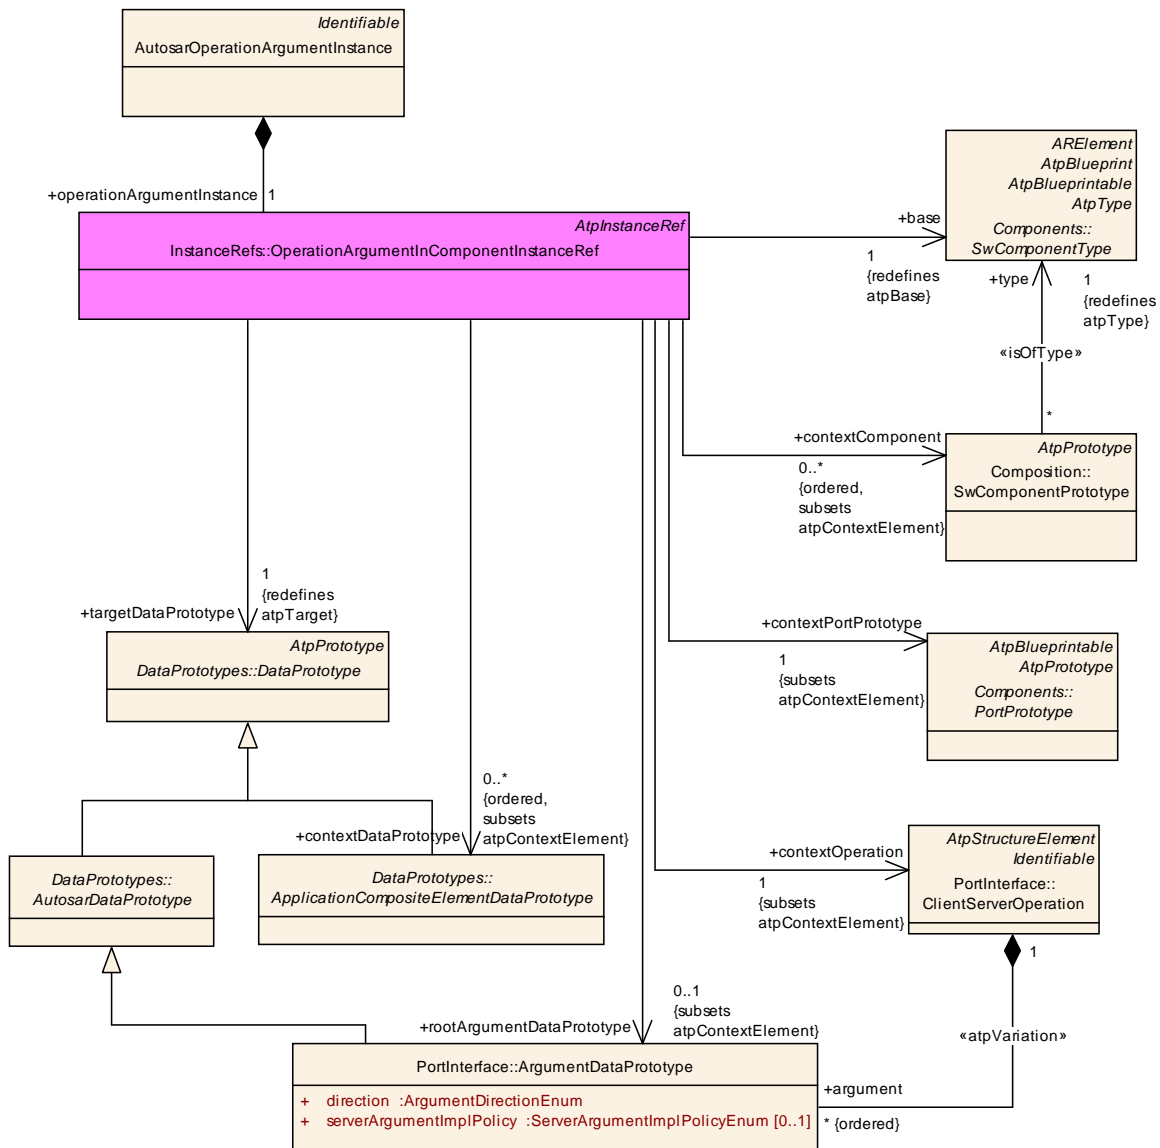 Identifiable
AutosarOperationArgumentInstance
+operationArgumentInstance 1
AtpInstanceRef
InstanceRefs::OperationArgumentInComponentInstanceRef
+base
1
{redefines
atpBase}
ARElement
AtpBlueprint
AtpBlueprintable
AtpType
Components::
SwComponentType
+type
1
{redefines
atpType}
«isOfType»
*
+contextComponent
0..*
{ordered,
subsets
atpContextElement}
AtpPrototype
Composition::
SwComponentPrototype
+targetDataPrototype
1
{redefines
atpTarget}
AtpPrototype
DataPrototypes::DataPrototype
+contextPortPrototype
1
{subsets
atpContextElement}
AtpBlueprintable
AtpPrototype
Components::
PortPrototype
+contextDataPrototype
0..*
{ordered,
subsets
atpContextElement}
DataPrototypes::
AutosarDataPrototype
DataPrototypes::
ApplicationCompositeElementDataPrototype
+contextOperation
1
{subsets
atpContextElement}
AtpStructureElement
Identifiable
PortInterface::
ClientServerOperation
1
«atpVariation»
+rootArgumentDataPrototype
0..1
{subsets
atpContextElement}
PortInterface::ArgumentDataPrototype
+ direction :ArgumentDirectionEnum
+ serverArgumentImplPolicy :ServerArgumentImplPolicyEnum [0..1]
+argument
* {ordered}